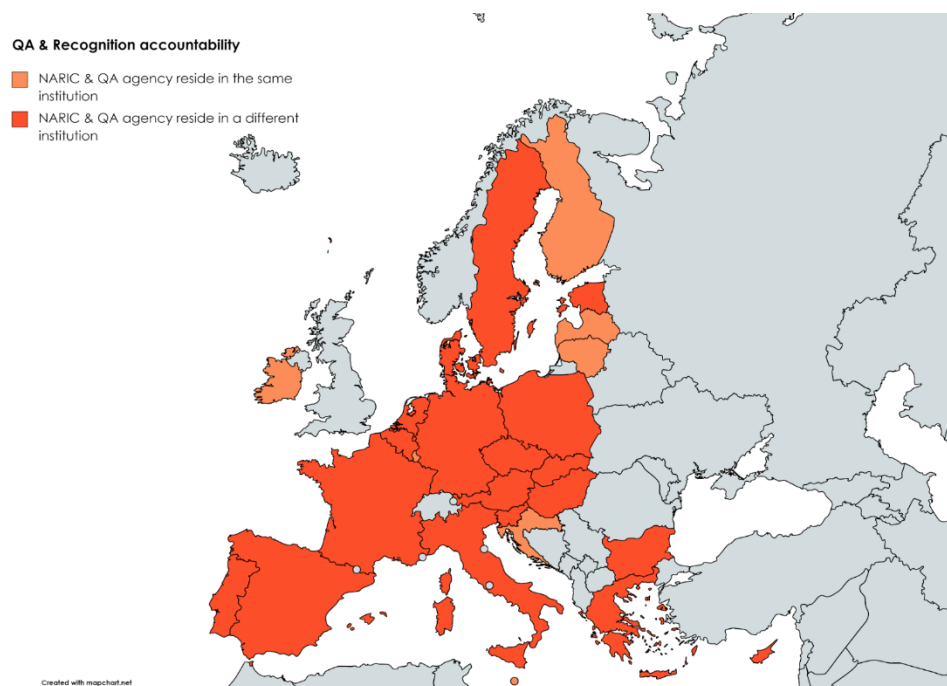 QA & Recognition accountability
NARIC & QA agency reside in the same
institution
NARIC & QA agency reside in a different
institution
Created with mapchart.net